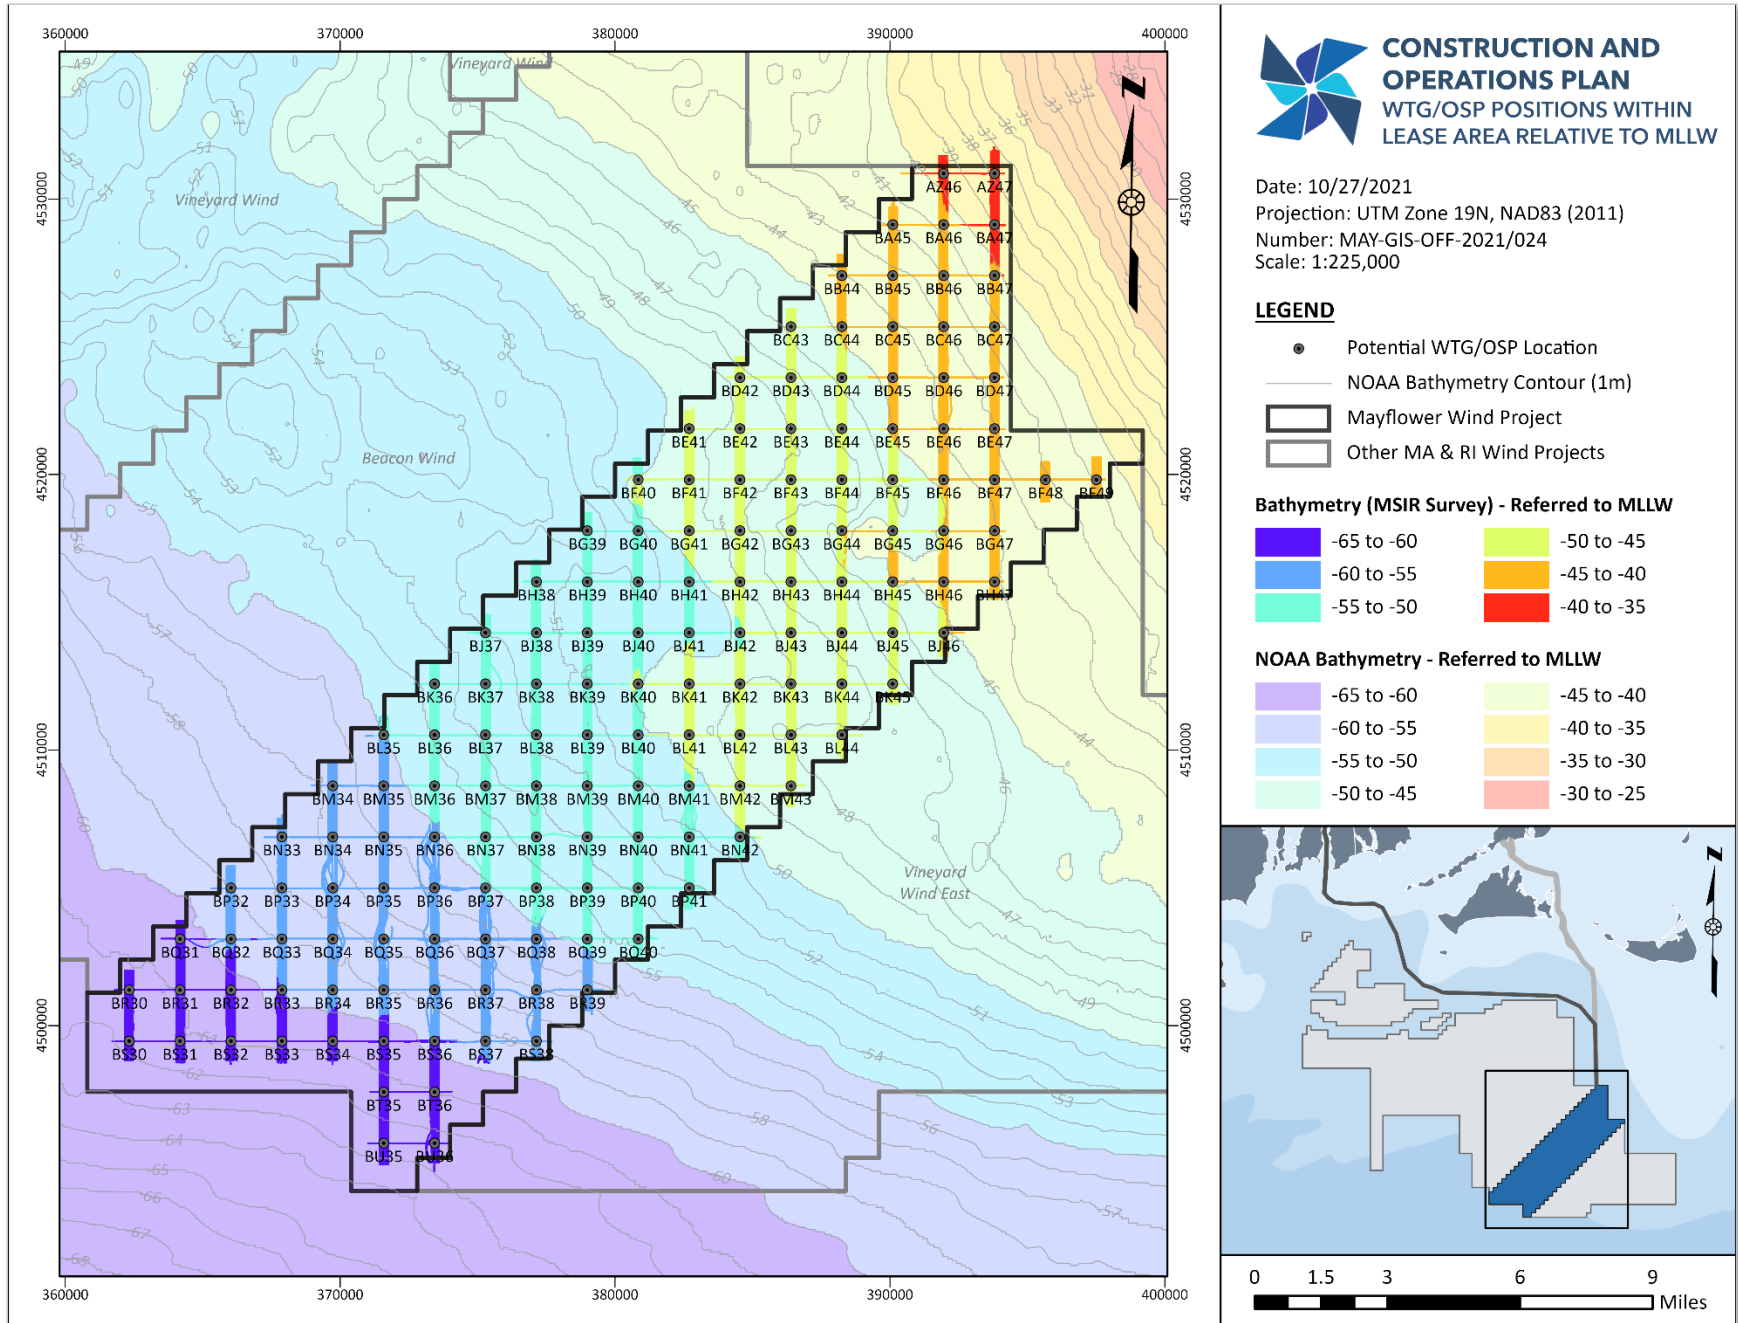 360000 370000 380000 390000 400000
4530000
4520000
4510000
4500000
4530000
4520000
4510000
4500000
360000 370000 380000 390000 400000
Vineyard Wind
Vineyard Wind
Beacon Wind
Vineyard
Wind East
N
AZ46 AZ47
BA45 BA46 BA47
BB44 BB45 BB46 BB47
BC43 BC44 BC45 BC46 BC47
BD42 BD43 BD44 BD45 BD46 BD47
BE41 BE42 BE43 BE44 BE45 BE46 BE47
BF40 BF41 BF42 BF43 BF44 BF45 BF46 BF47 BF48 BF49
BG39 BG40 BG41 BG42 BG43 BG44 BG45 BG46 BG47
BH38 BH39 BH40 BH41 BH42 BH43 BH44 BH45 BH46 BH47
BJ37 BJ38 BJ39 BJ40 BJ41 BJ42 BJ43 BJ44 BJ45 BJ46
BK36 BK37 BK38 BK39 BK40 BK41 BK42 BK43 BK44 BK45
BL35 BL36 BL37 BL38 BL39 BL40 BL41 BL42 BL43 BL44
BM34 BM35 BM36 BM37 BM38 BM39 BM40 BM41 BM42 BM43
BN33 BN34 BN35 BN36 BN37 BN38 BN39 BN40 BN41 BN42
BP32 BP33 BP34 BP35 BP36 BP37 BP38 BP39 BP40 BP41
BQ31 BQ32 BQ33 BQ34 BQ35 BQ36 BQ37 BQ38 BQ39 BQ40
BR30 BR31 BR32 BR33 BR34 BR35 BR36 BR37 BR38 BR39
BS30 BS31 BS32 BS33 BS34 BS35 BS36 BS37 BS38
BT35 BT36
BU35 BU36
CONSTRUCTION AND
OPERATIONS PLAN
WTG/OSP POSITIONS WITHIN
LEASE AREA RELATIVE TO MLLW
Date: 10/27/2021
Projection: UTM Zone 19N, NAD83 (2011)
Number: MAY-GIS-OFF-2021/024
Scale: 1:225,000
LEGEND
Potential WTG/OSP Location
NOAA Bathymetry Contour (1m)
Mayflower Wind Project
Other MA & RI Wind Projects
Bathymetry (MSIR Survey) - Referred to MLLW
-65 to -60 -50 to -45
-60 to -55 -45 to -40
-55 to -50 -40 to -35
NOAA Bathymetry - Referred to MLLW
-65 to -60 -45 to -40
-60 to -55 -40 to -35
-55 to -50 -35 to -30
-50 to -45 -30 to -25
N
0 1.5 3 6 9
Miles